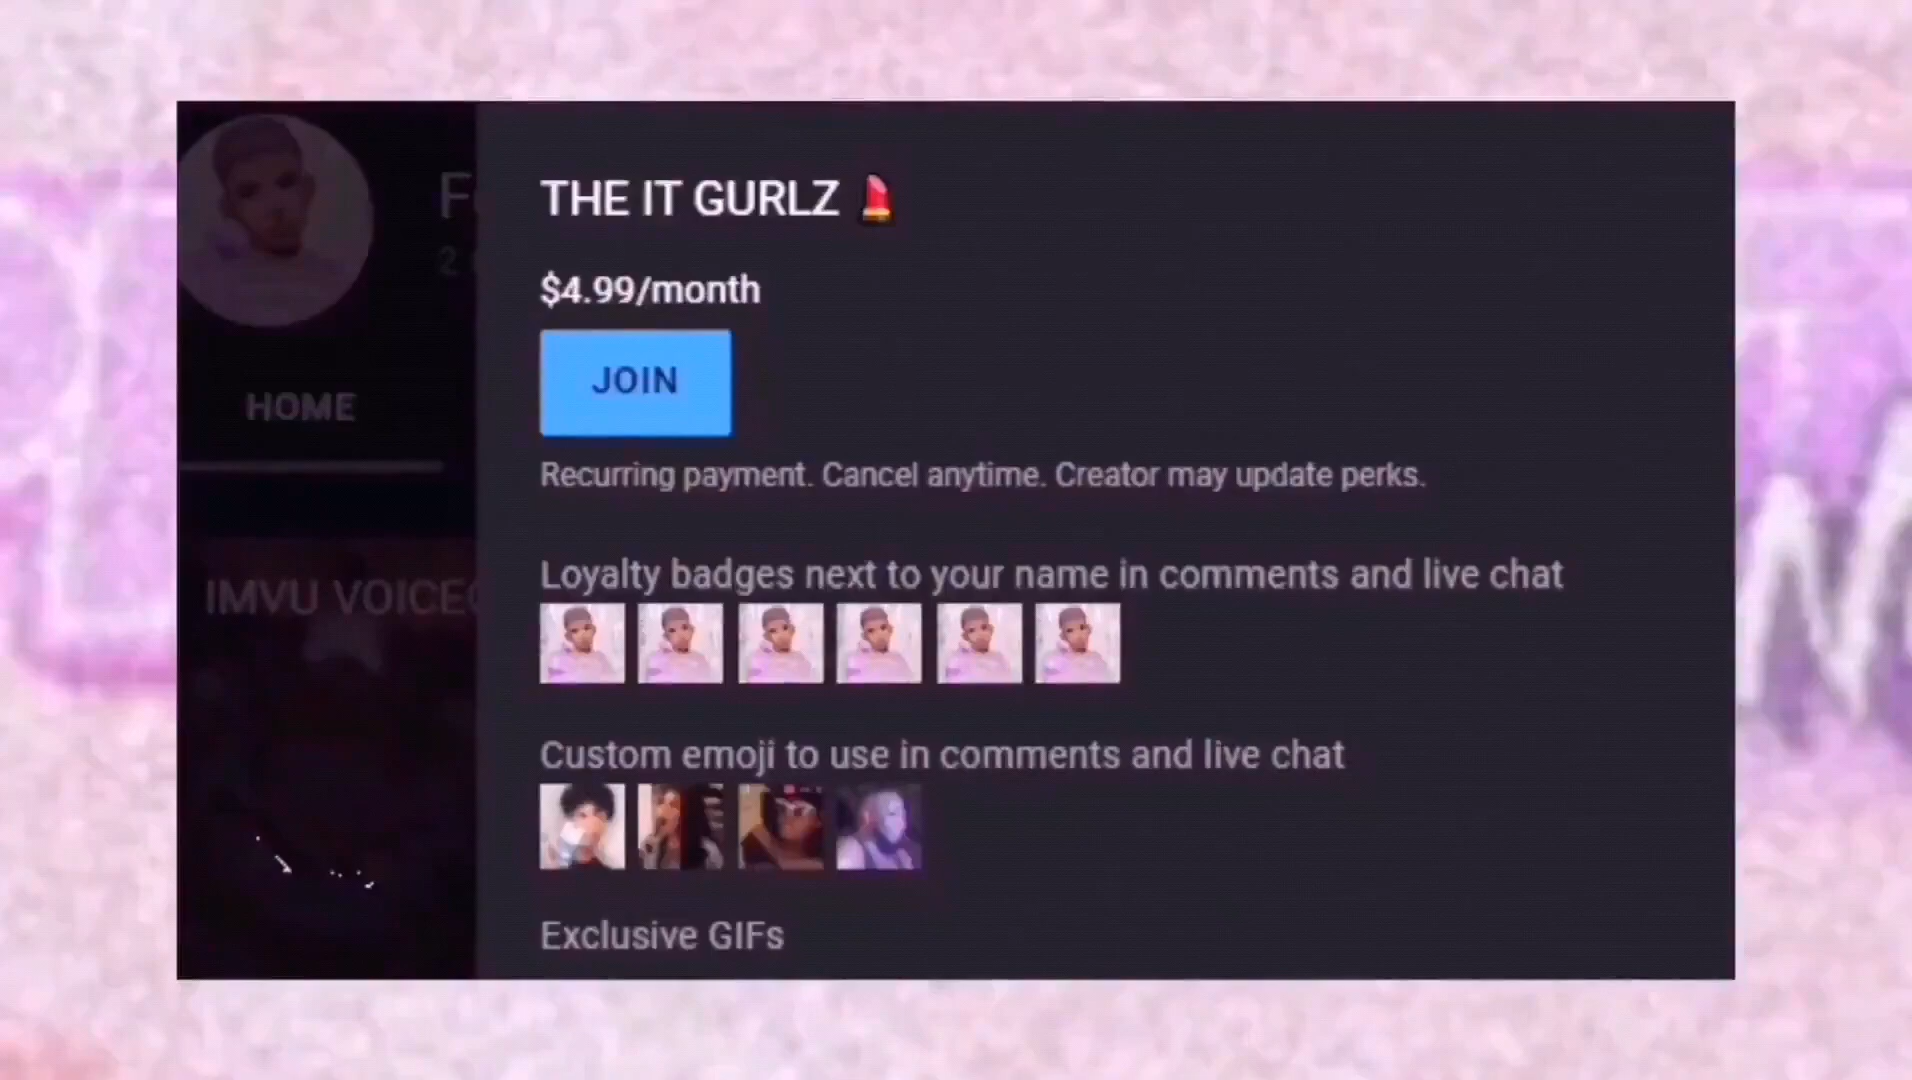 THE IT GURLZ 💄
$4.99/month
JOIN
HOME
Recurring payment. Cancel anytime. Creator may update perks.
Loyalty badges next to your name in comments and live chat
IMVU
Custom emoji to use in comments and live chat
Exclusive GIFs